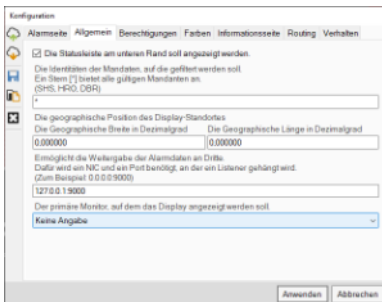 Konfiguration
Alarmseite Allgemein Berechtigungen Farben Informationsseite Routing Verhalten
Die Statusleiste am unteren Rand soll angezeigt werden.
Die Identitäten der Mandaten, auf die gefiltert werden soll.
Ein Stern [*] bietet alle gültigen Mandanten an.
(SHS, HRO, DBR)
*
Die geographische Position des Display-Standortes
Die Geographische Breite in Dezimalgrad Die Geographische Länge in Dezimalgrad
0,000000 0,000000
Ermöglicht die Weitergabe der Alarmdaten an Dritte.
Dafür wird ein NIC und ein Port benötigt, an der ein Listener gehängt wird.
(Zum Beispiel: 0.0.0.0:9000)
127.0.0.1:9000
Der primäre Monitor, auf dem das Display angezeigt werden soll.
Keine Angabe
Anwenden Abbrechen